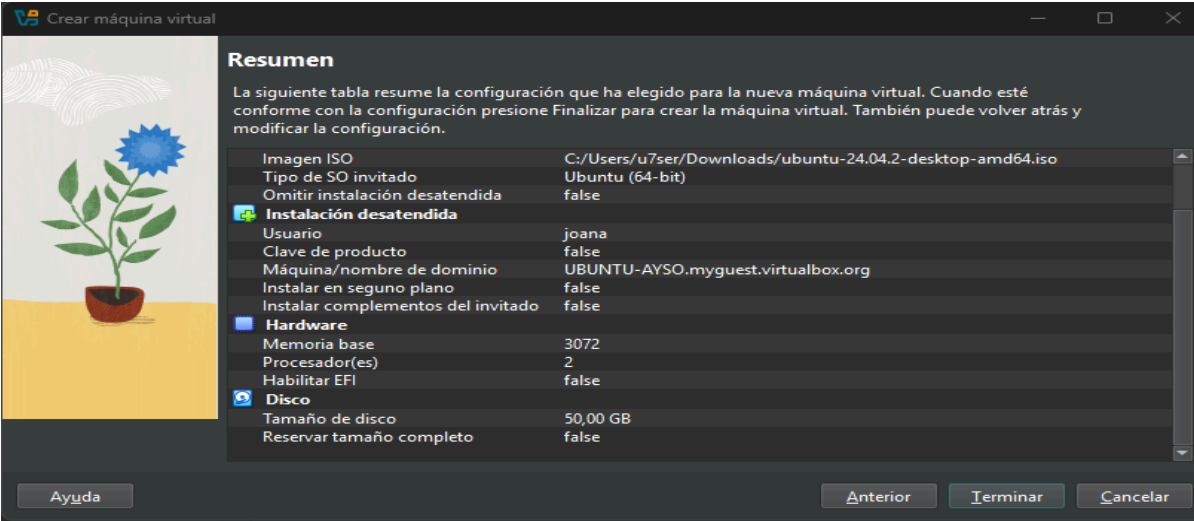 Crear máquina virtual
Resumen
La siguiente tabla resume la configuración que ha elegido para la nueva máquina virtual. Cuando esté
conforme con la configuración presione Finalizar para crear la máquina virtual. También puede volver atrás y
modificar la configuración.
Imagen ISO C:/Users/u7ser/Downloads/ubuntu-24.04.2-desktop-amd64.iso
Tipo de SO invitado Ubuntu (64-bit)
Omitir instalación desatendida false
Instalación desatendida
Usuario joana
Clave de producto false
Máquina/nombre de dominio UBUNTU-AYSO.myguest.virtualbox.org
Instalar en seguno plano false
Instalar complementos del invitado false
Hardware
Memoria base 3072
Procesador(es) 2
Habilitar EFI false
Disco
Tamaño de disco 50,00 GB
Reservar tamaño completo false
Ayuda Anterior Terminar Cancelar